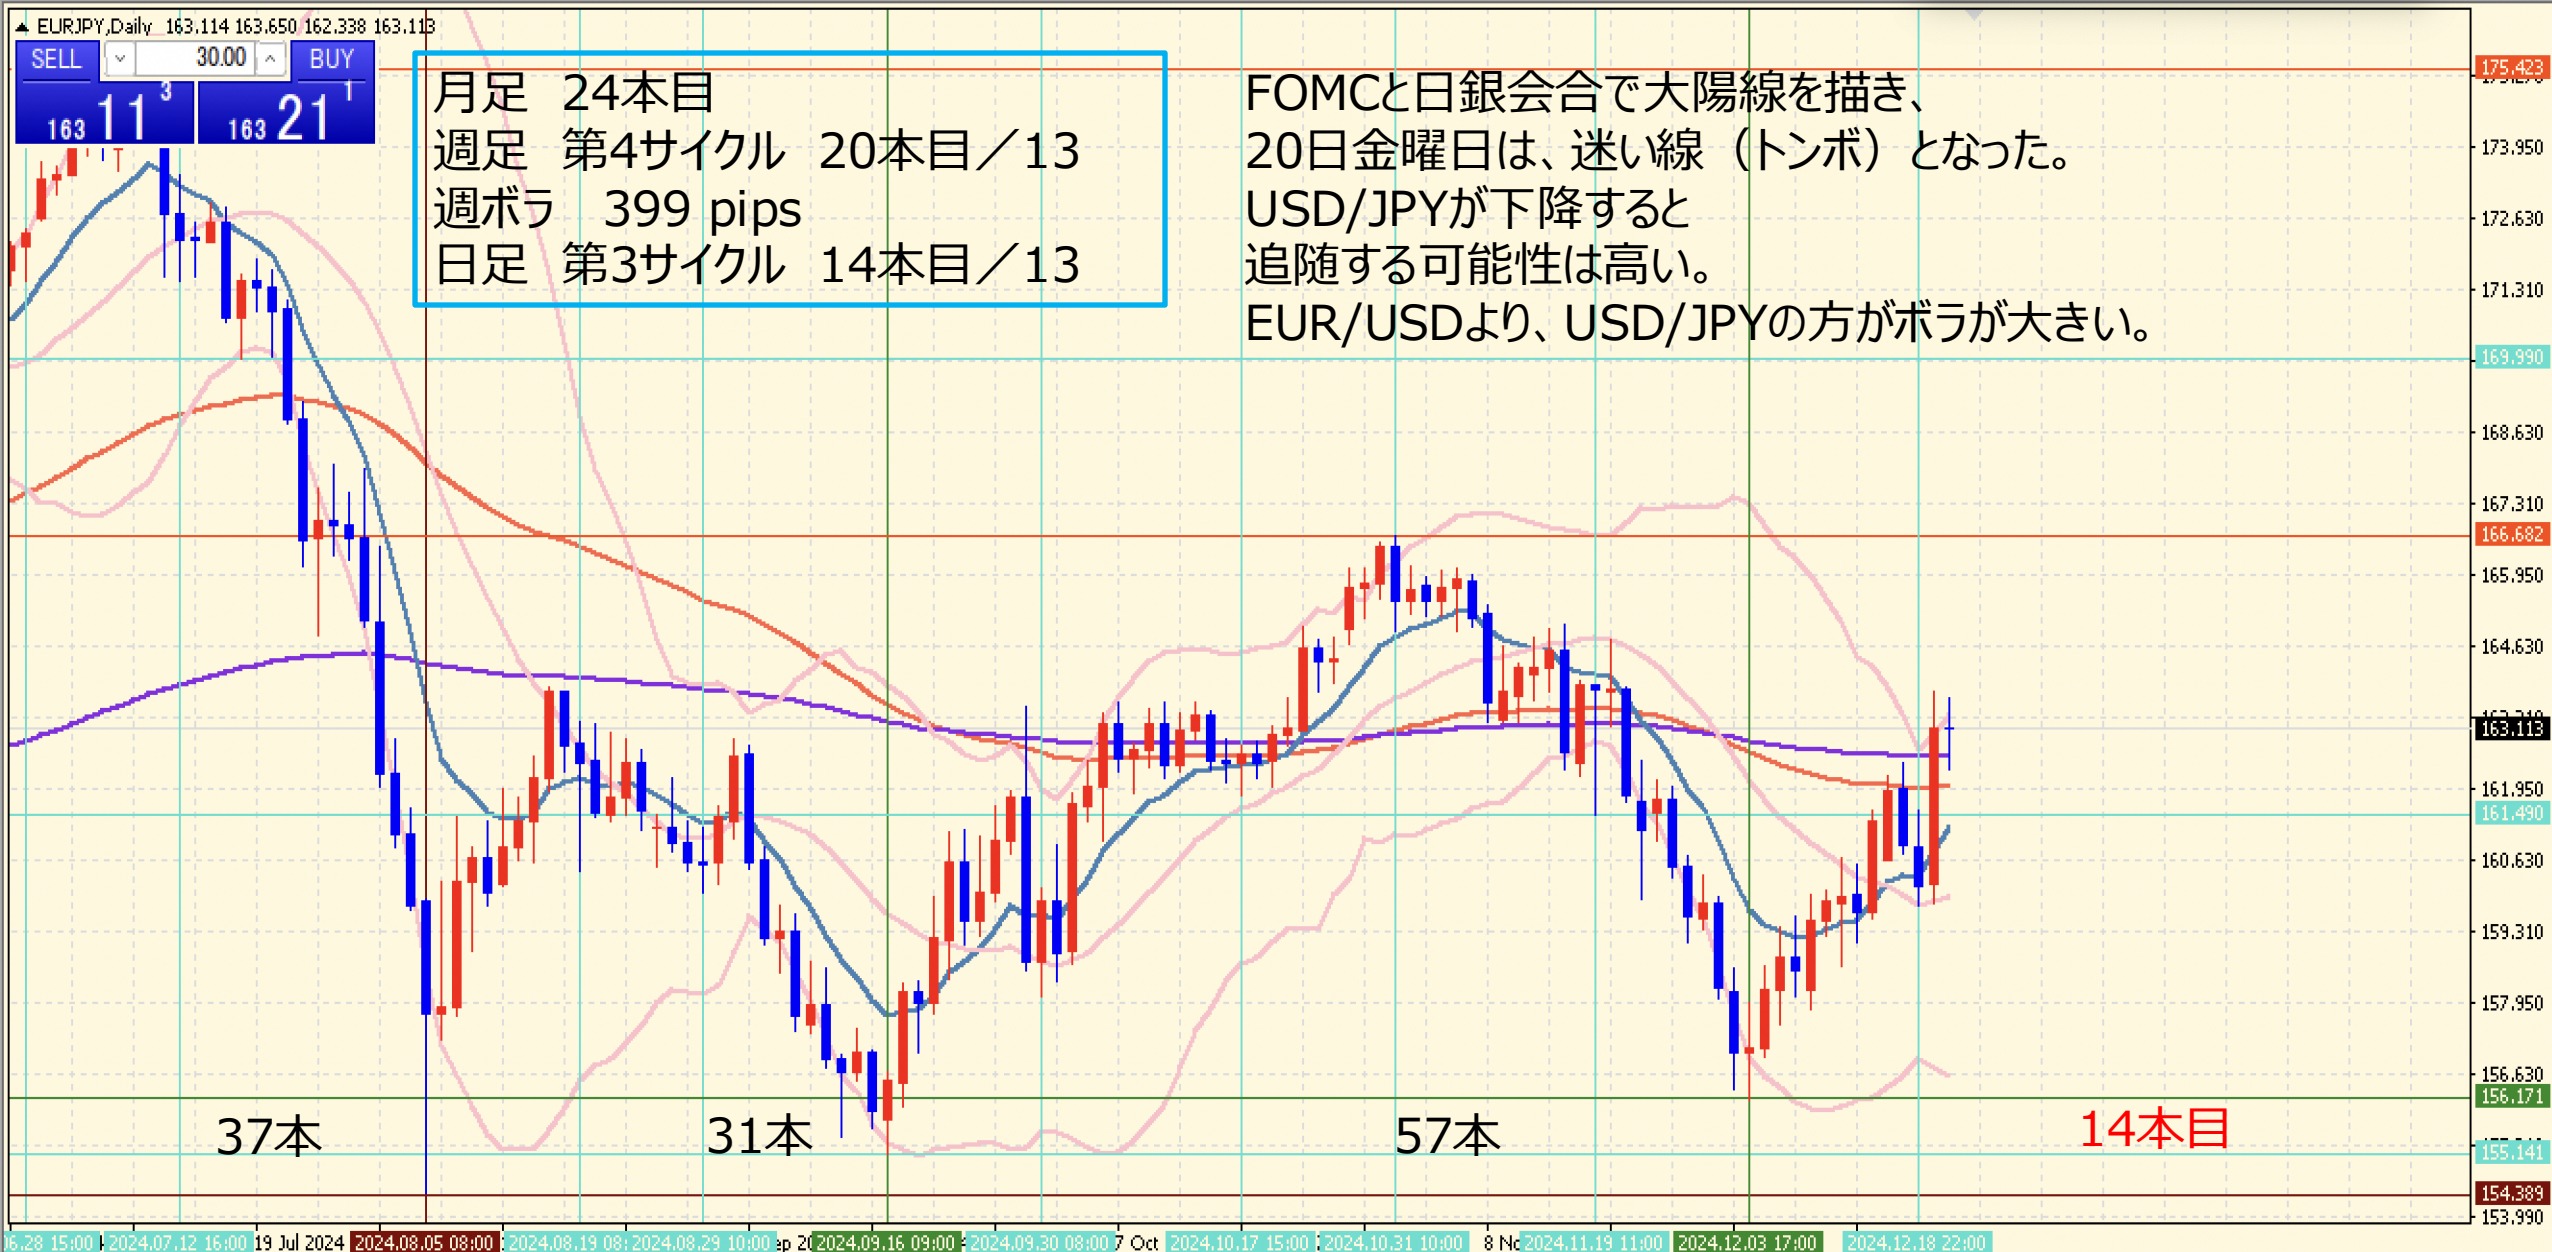 EURJPY,Daily 163.114 163.650 162.338 163.113
SELL
30.00
BUY
163 11 3
163 21 1
月足 24本目
週足 第4サイクル 20本目／13
週ボラ 399 pips
日足 第3サイクル 14本目／13
FOMCと日銀会合で大陽線を描き、
20日金曜日は、迷い線（トンボ）となった。
USD/JPYが下降すると
追随する可能性は高い。
EUR/USDより、USD/JPYの方がボラが大きい。
175.423
173.950
172.630
171.310
169.990
168.630
167.310
166.682
165.950
164.630
163.113
161.950
161.490
160.630
159.310
157.950
156.630
156.171
155.141
154.389
153.990
37本
31本
57本
14本目
06.28 15:00
2024.07.12 16:00
19 Jul 2024
2024.08.05 08:00
2024.08.19 08:
2024.08.29 10:00
2024.09.16 09:00
2024.09.30 08:00
7 Oct
2024.10.17 15:00
2024.10.31 10:00
8 No
2024.11.19 11:00
2024.12.03 17:00
2024.12.18 22:00